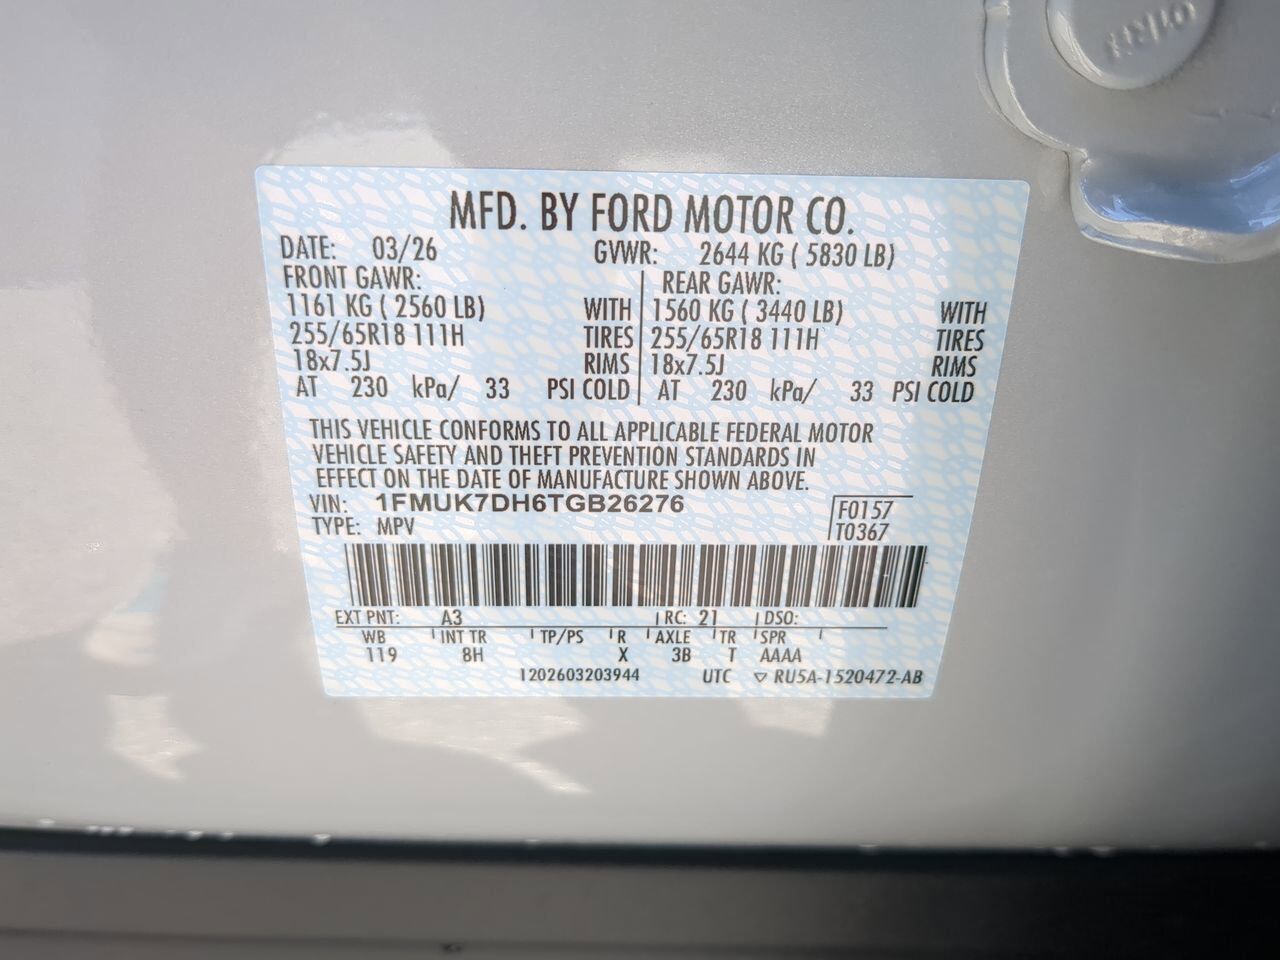 MFD. BY FORD MOTOR CO.
DATE: 03/26 GVWR: 2644 KG ( 5830 LB)
FRONT GAWR: REAR GAWR:
1161 KG ( 2560 LB) WITH 1560 KG ( 3440 LB) WITH
255/65R18 111H TIRES 255/65R18 111H TIRES
18x7.5J RIMS 18x7.5J RIMS
AT 230 kPa/ 33 PSI COLD AT 230 kPa/ 33 PSI COLD
THIS VEHICLE CONFORMS TO ALL APPLICABLE FEDERAL MOTOR
VEHICLE SAFETY AND THEFT PREVENTION STANDARDS IN
EFFECT ON THE DATE OF MANUFACTURE SHOWN ABOVE.
VIN: 1FMUK7DH6TGB26276 F0157
TYPE: MPV T0367
EXT PNT: A3 RC: 21 DSO:
WB INT TR TP/PS R AXLE TR SPR
119 8H X 3B T AAAA
1202603203944 UTC ▽ RU5A-1520472-AB